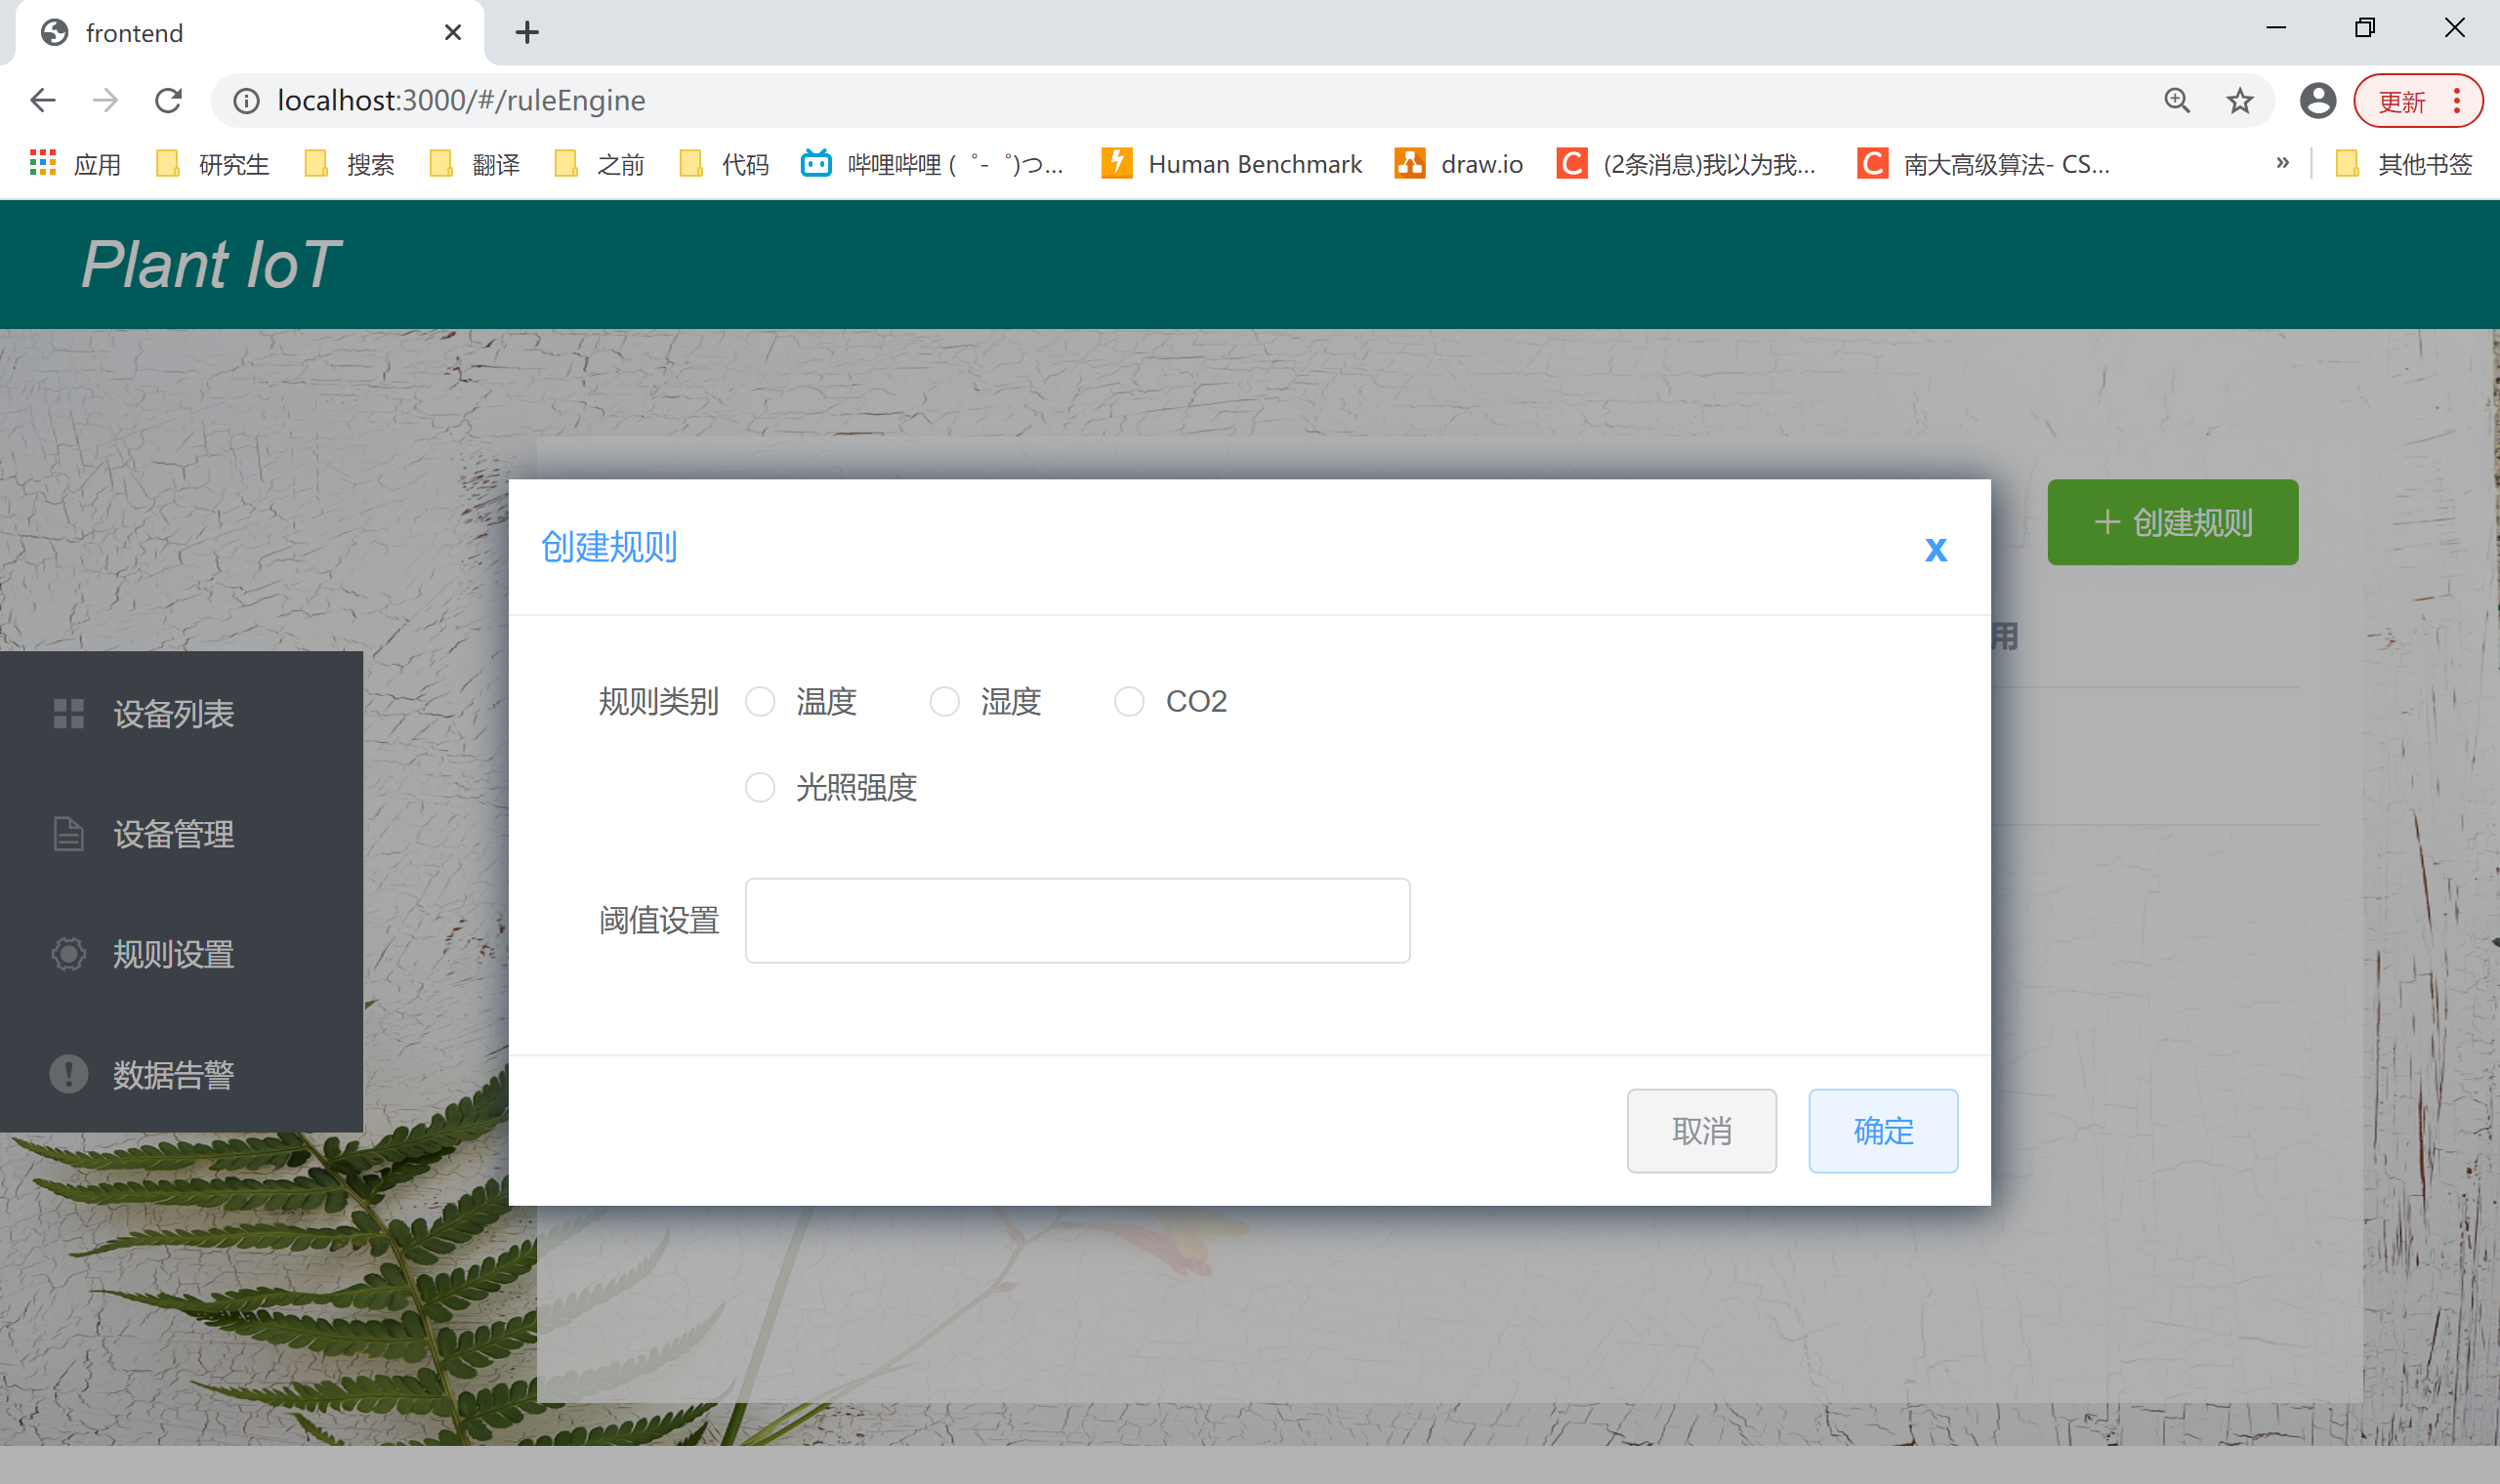 frontend
localhost:3000/#/ruleEngine
更新
应用 研究生 搜索 翻译 之前 代码 哔哩哔哩 (゜-゜)つ... Human Benchmark draw.io (2条消息)我以为我... 南大高级算法- CS... » 其他书签
Plant IoT
创建规则 x
+ 创建规则
用
规则类别 温度 湿度 CO2
光照强度
阈值设置
取消 确定
设备列表
设备管理
规则设置
数据告警